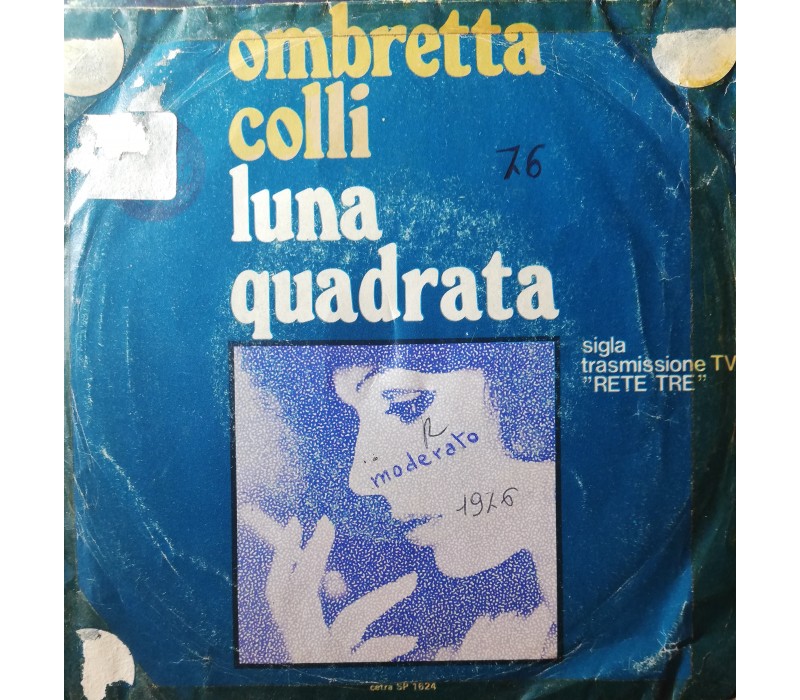 ombretta
colli
76
luna
quadrata
sigla
trasmissione TV
"RETE TRE"
R
moderato
1976
cetra SP 1624